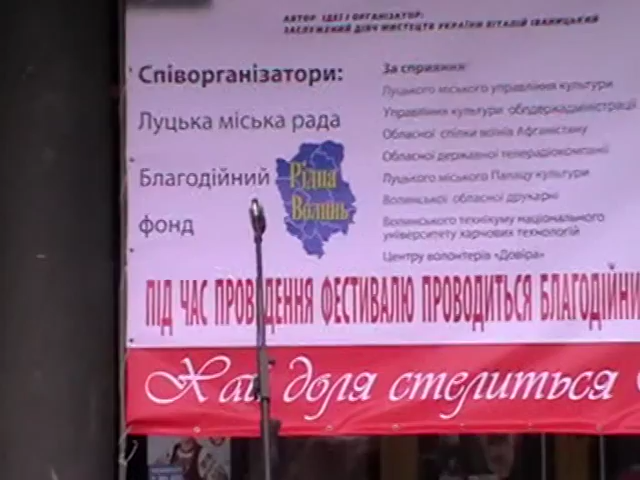 АВТОР ІДЕЇ І ОРГАНІЗАТОР:
ЗАСЛУЖЕНИЙ ДІЯЧ МИСТЕЦТВ УКРАЇНИ ВІТАЛІЙ ІВАНИЦЬКИЙ
Співорганізатори:
Луцька міська рада
Благодійний
фонд
Рідна
Волинь
За сприяння
Луцького міського управління культури
Управління культури облдержадміністрації
Обласної спілки воїнів Афганістану
Обласної державної телерадіокомпанії
Луцького міського Палацу культури
Волинської обласної друкарні
Волинського технікуму національного
університету харчових технологій
Центру волонтерів «Довіра»
ПІД ЧАС ПРОВЕДЕННЯ ФЕСТИВАЛЮ ПРОВОДИТЬСЯ БЛАГОДІЙНИ
Хай доля стелиться